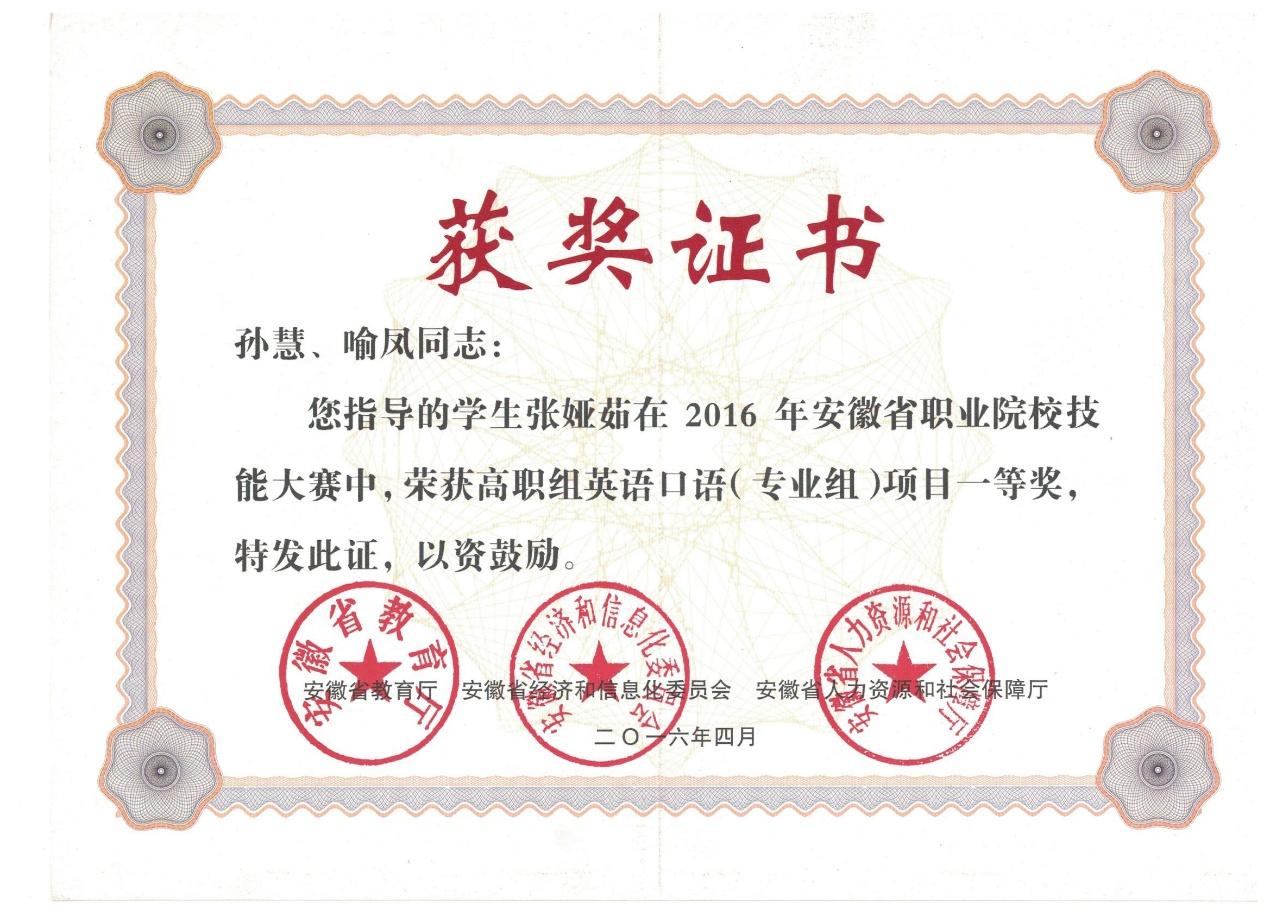 获奖证书
孙慧、喻凤同志：
您指导的学生张娅茹在 2016 年安徽省职业院校技
能大赛中，荣获高职组英语口语（专业组）项目一等奖，
特发此证，以资鼓励。
安徽省教育厅
安徽省经济和信息化委员会
安徽省人力资源和社会保障厅
安徽省教育厅 安徽省经济和信息化委员会 安徽省人力资源和社会保障厅
二〇一六年四月